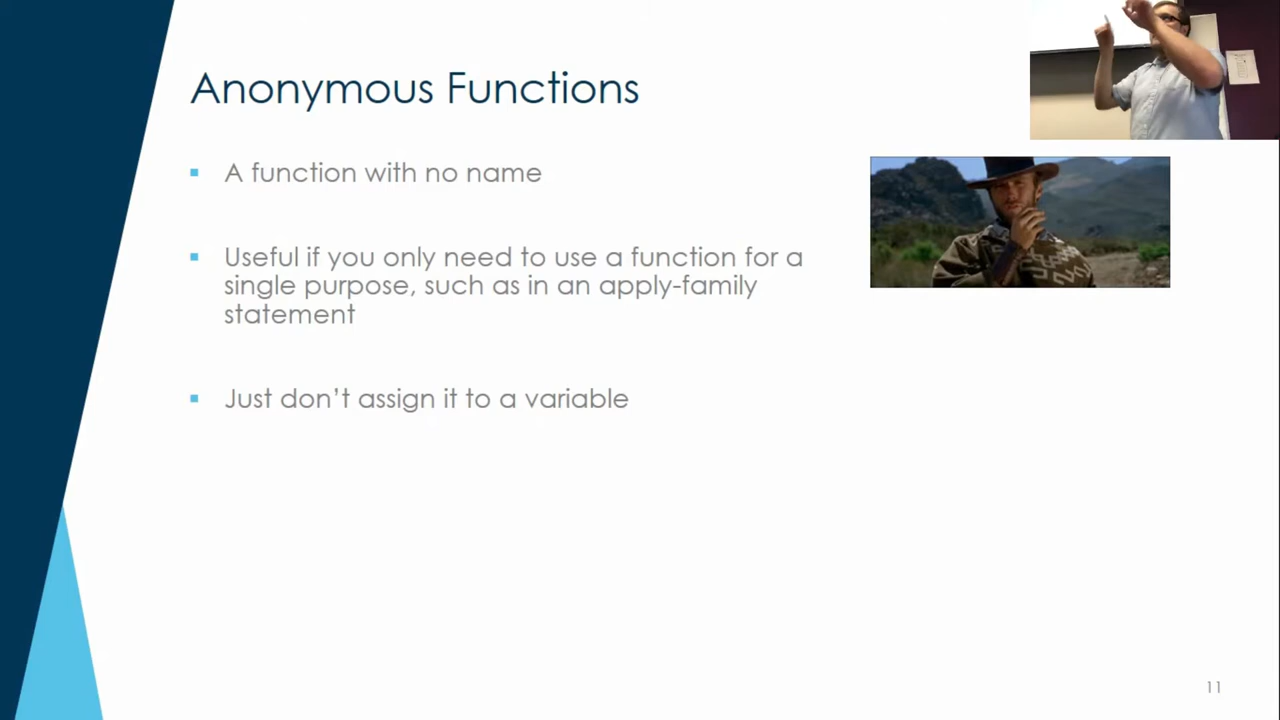 Anonymous Functions
A function with no name
Useful if you only need to use a function for a
single purpose, such as in an apply-family
statement
Just don’t assign it to a variable
11